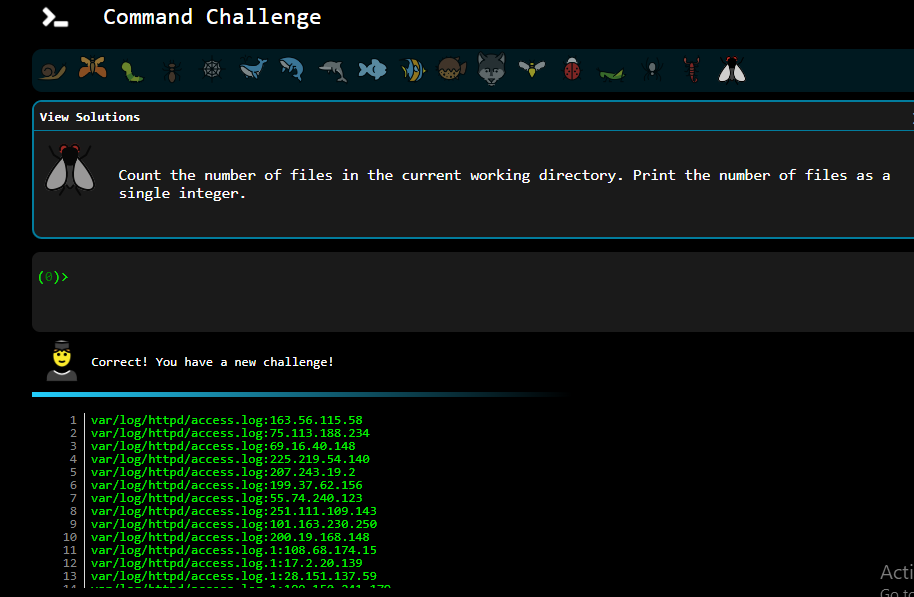 Command Challenge
View Solutions
Count the number of files in the current working directory. Print the number of files as a
single integer.
(0)>
Correct! You have a new challenge!
1 var/log/httpd/access.log:163.56.115.58
2 var/log/httpd/access.log:75.113.188.234
3 var/log/httpd/access.log:69.16.40.148
4 var/log/httpd/access.log:225.219.54.140
5 var/log/httpd/access.log:207.243.19.2
6 var/log/httpd/access.log:199.37.62.156
7 var/log/httpd/access.log:55.74.240.123
8 var/log/httpd/access.log:251.111.109.143
9 var/log/httpd/access.log:101.163.230.250
10 var/log/httpd/access.log:200.19.168.148
11 var/log/httpd/access.log.1:108.68.174.15
12 var/log/httpd/access.log.1:17.2.20.139
13 var/log/httpd/access.log.1:28.151.137.59
Acti
Go to